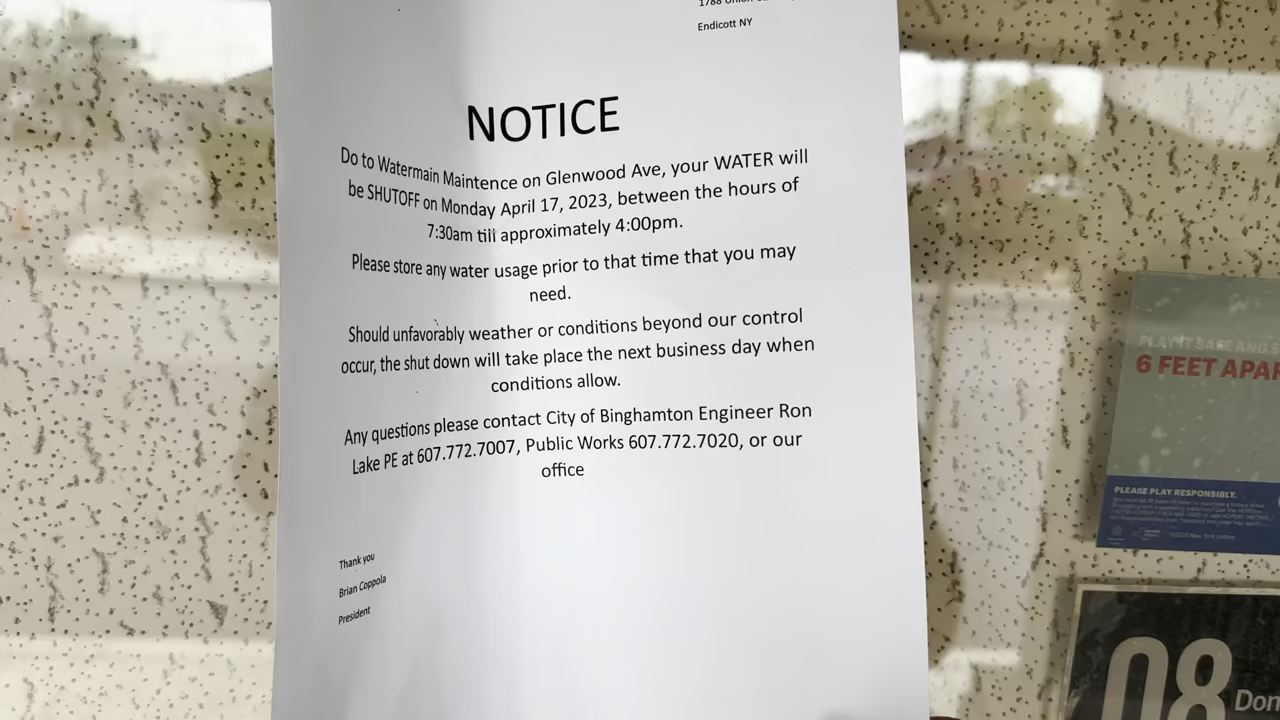 Endicott NY
NOTICE
Do to Watermain Maintence on Glenwood Ave, your WATER will
be SHUTOFF on Monday April 17, 2023, between the hours of
7:30am till approximately 4:00pm.
Please store any water usage prior to that time that you may
need.
Should unfavorably weather or conditions beyond our control
occur, the shut down will take place the next business day when
conditions allow.
Any questions please contact City of Binghamton Engineer Ron
Lake PE at 607.772.7007, Public Works 607.772.7020, or our
office
Thank you
Brian Coppola
President
PLAY IT SAFE AND
6 FEET APAR
PLEASE PLAY RESPONSIBLY.
08
Don